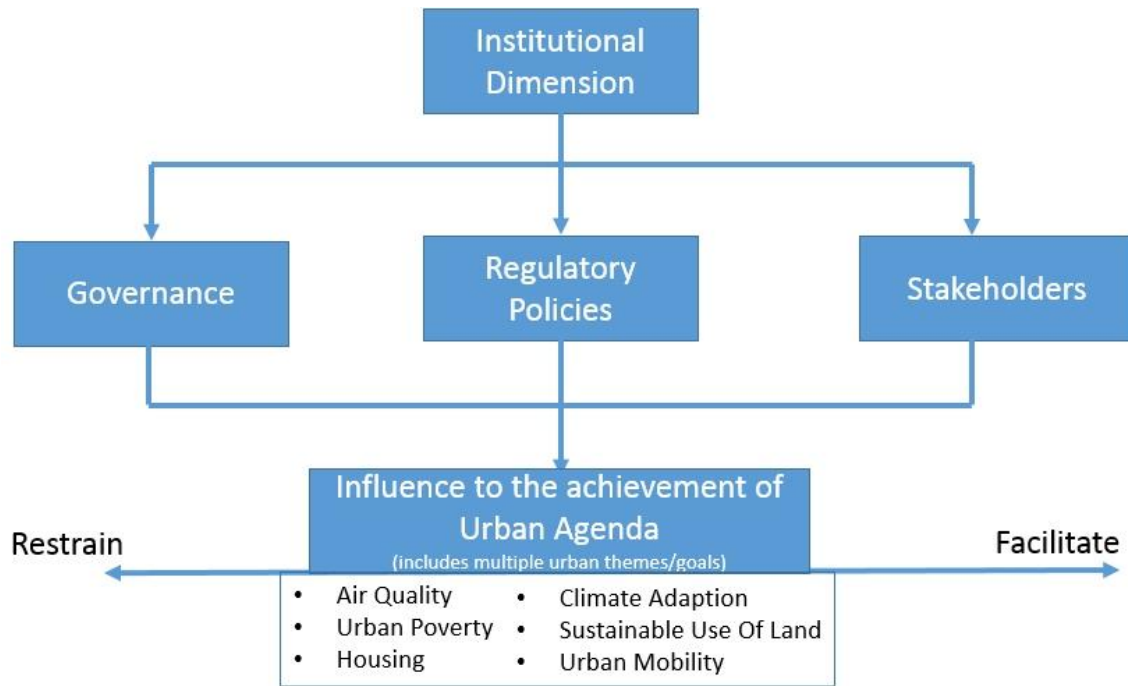 Institutional
Dimension
Governance
Regulatory
Policies
Stakeholders
Influence to the achievement of
Urban Agenda
(includes multiple urban themes/goals)
Restrain
Facilitate
• Air Quality
• Urban Poverty
• Housing
• Climate Adaption
• Sustainable Use Of Land
• Urban Mobility